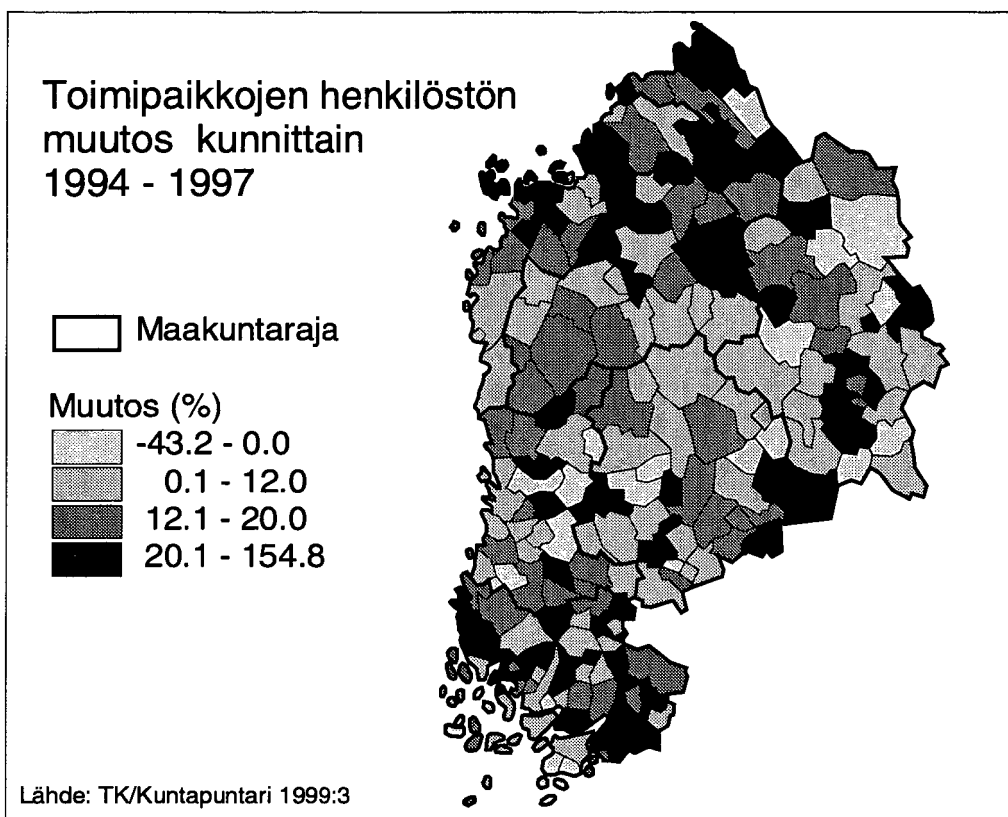 Toimipaikkojen henkilöstön
muutos kunnittain
1994 - 1997
Maakuntaraja
Muutos (%)
-43.2 - 0.0
0.1 - 12.0
12.1 - 20.0
20.1 - 154.8
Lähde: TK/Kuntapuntari 1999:3